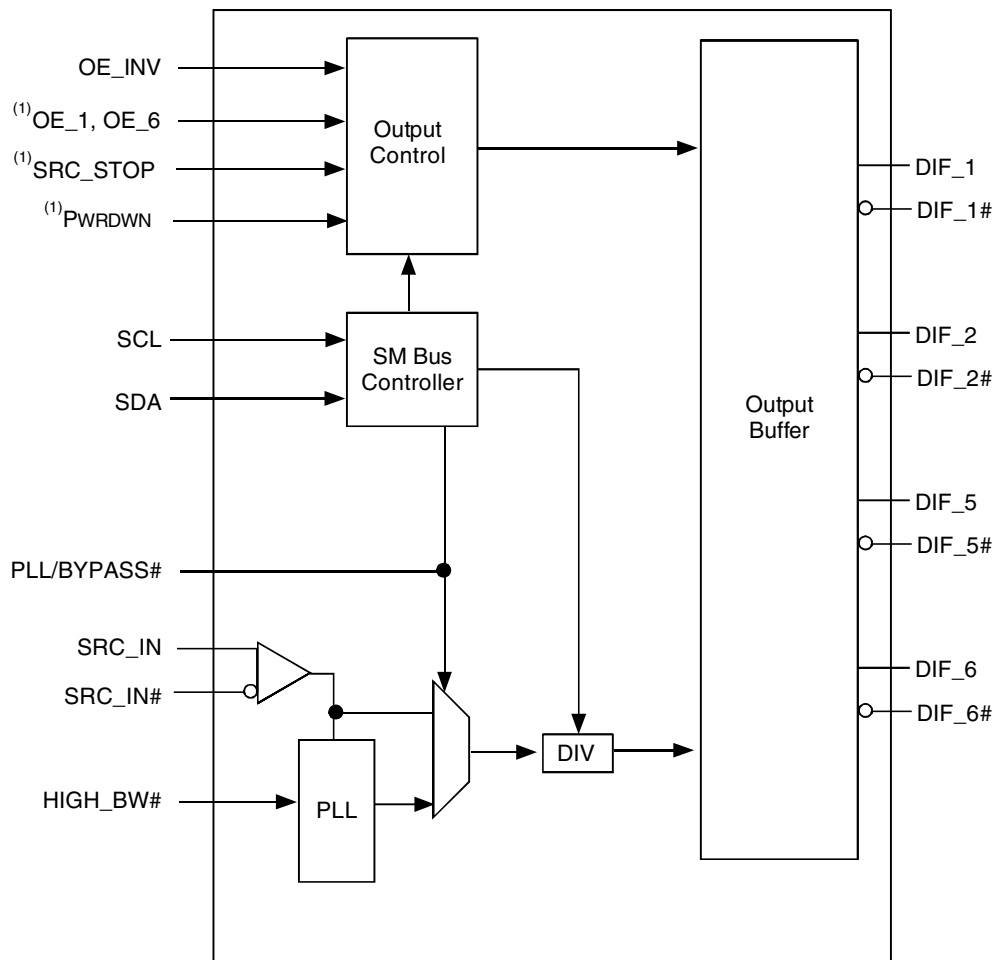 OE_INV
(1)OE_1, OE_6
(1)SRC_STOP
(1)PWRDWN
Output
Control
SCL
SDA
SM Bus
Controller
PLL/BYPASS#
SRC_IN
SRC_IN#
HIGH_BW#
PLL
DIV
Output
Buffer
DIF_1
DIF_1#
DIF_2
DIF_2#
DIF_5
DIF_5#
DIF_6
DIF_6#